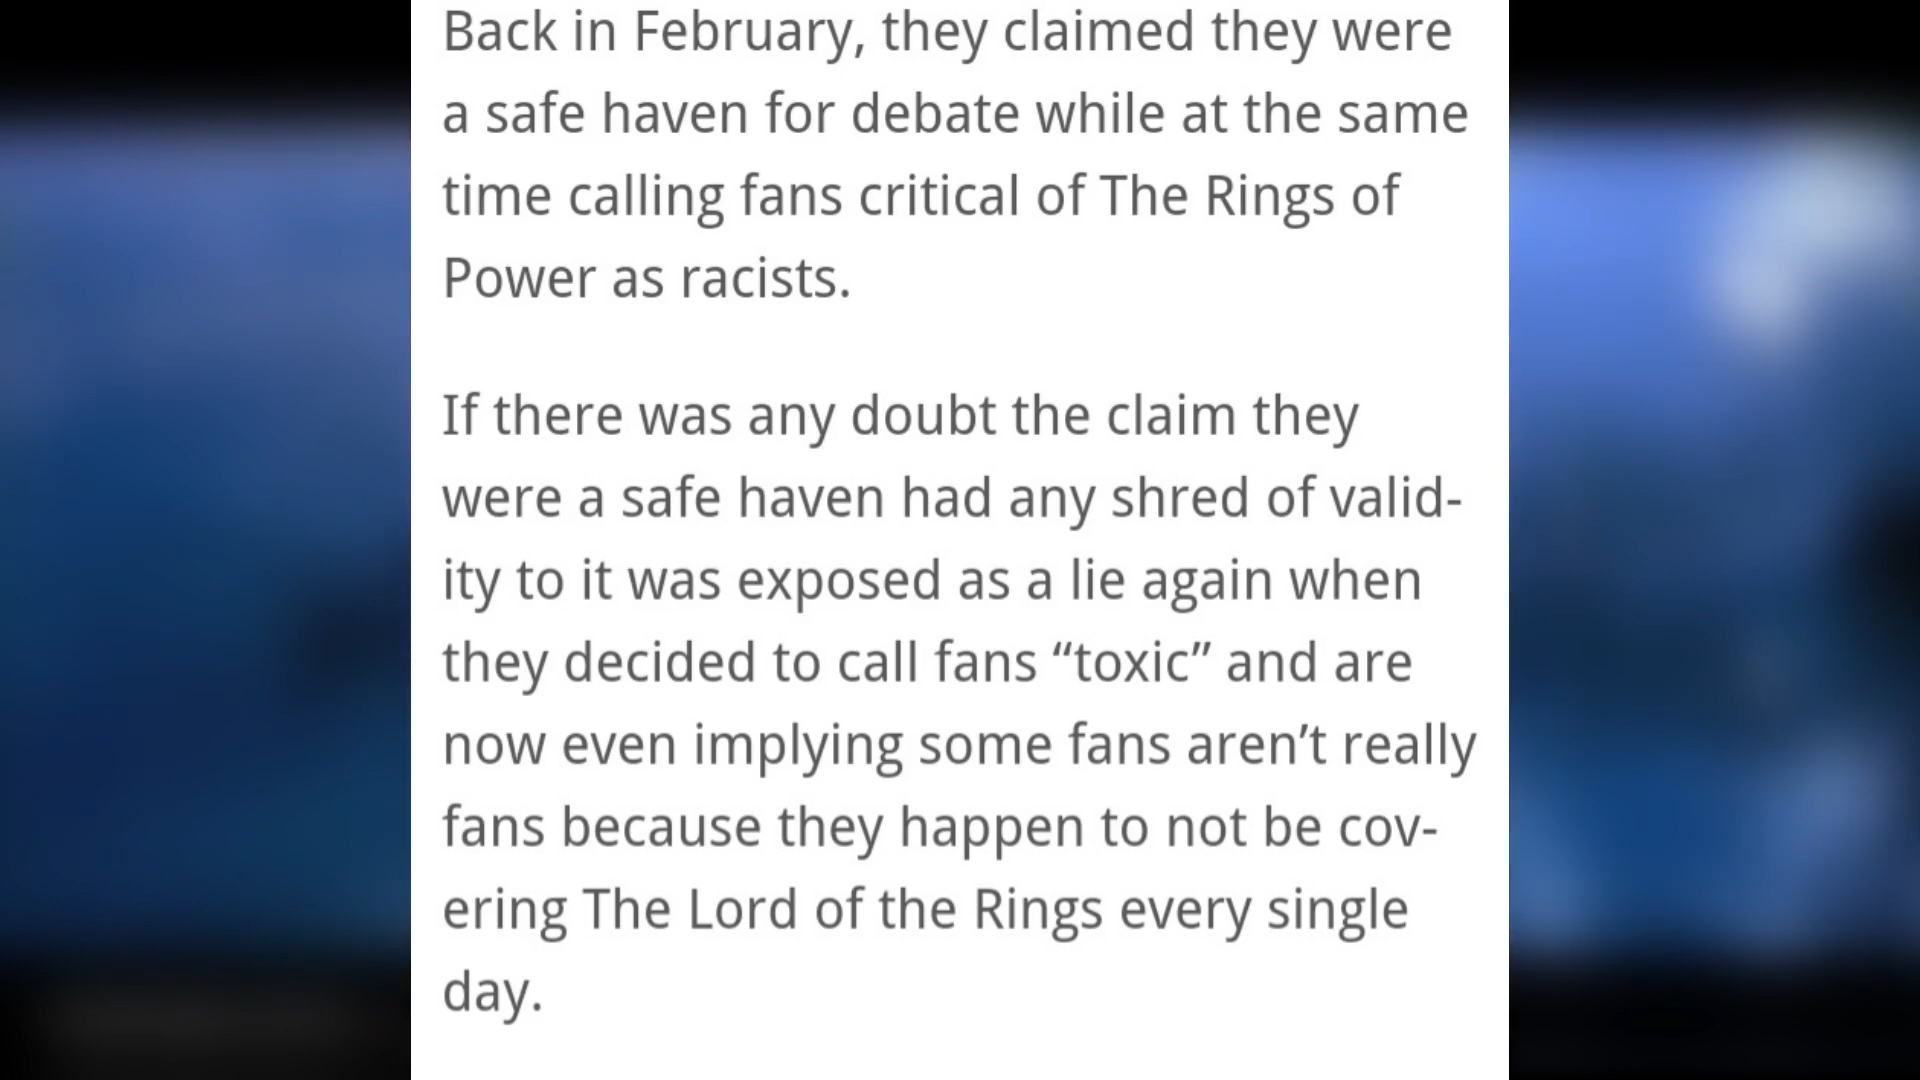 Back in February, they claimed they were
a safe haven for debate while at the same
time calling fans critical of The Rings of
Power as racists.
If there was any doubt the claim they
were a safe haven had any shred of valid-
ity to it was exposed as a lie again when
they decided to call fans “toxic” and are
now even implying some fans aren’t really
fans because they happen to not be cov-
ering The Lord of the Rings every single
day.